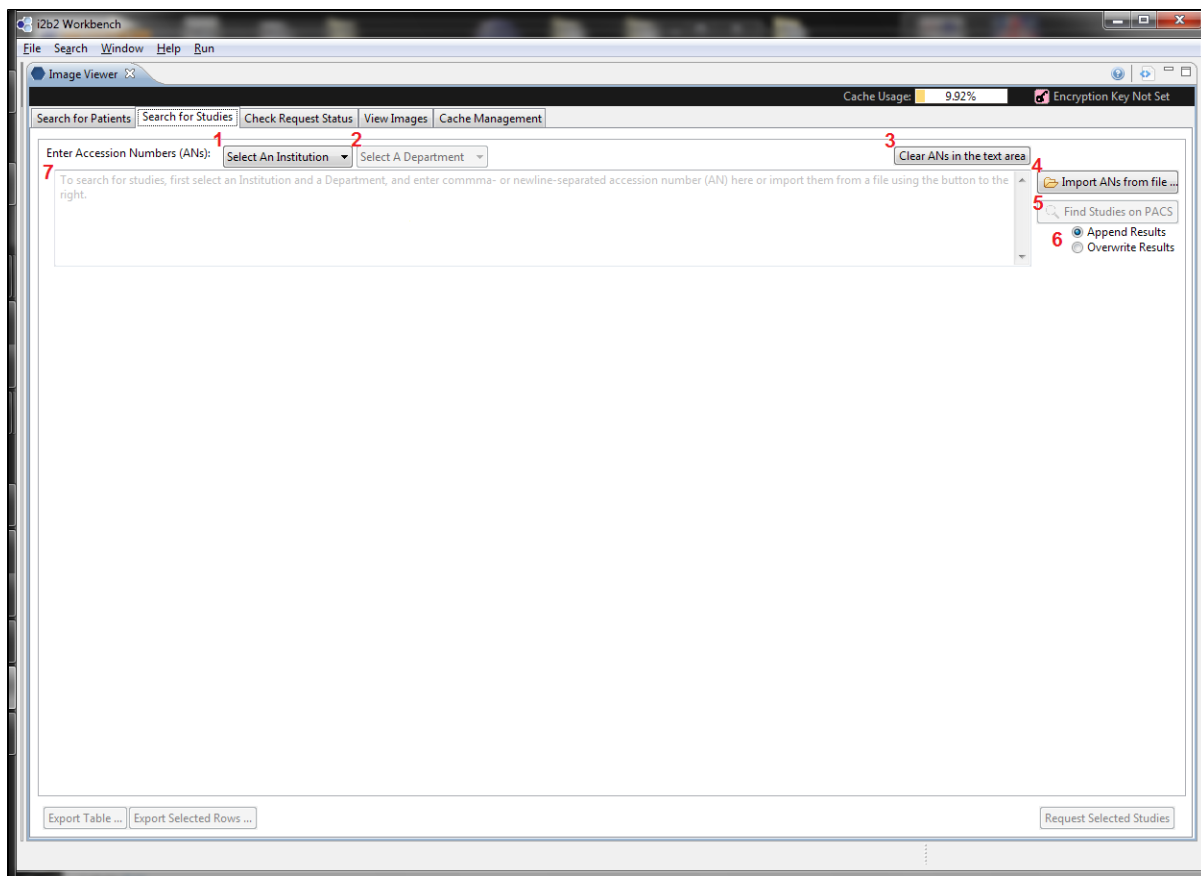 i2b2 Workbench
File Search Window Help Run
Image Viewer
Cache Usage: 9.92% Encryption Key Not Set
Search for Patients Search for Studies Check Request Status View Images Cache Management
1 2 3
Enter Accession Numbers (ANs): Select An Institution Select A Department Clear ANs in the text area
7 4
To search for studies, first select an Institution and a Department, and enter commma- or newline-separated accession number (AN) here or import them from a file using the button to the
right.
Import ANs from file ...
5
Find Studies on PACS
6
Append Results
Overwrite Results
Export Table ... Export Selected Rows ... Request Selected Studies